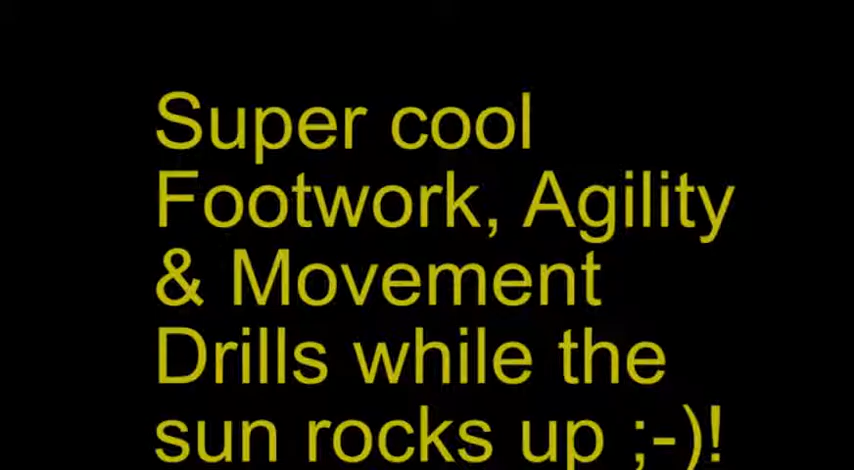 Super cool
Footwork, Agility
& Movement
Drills while the
sun rocks up ;-)!